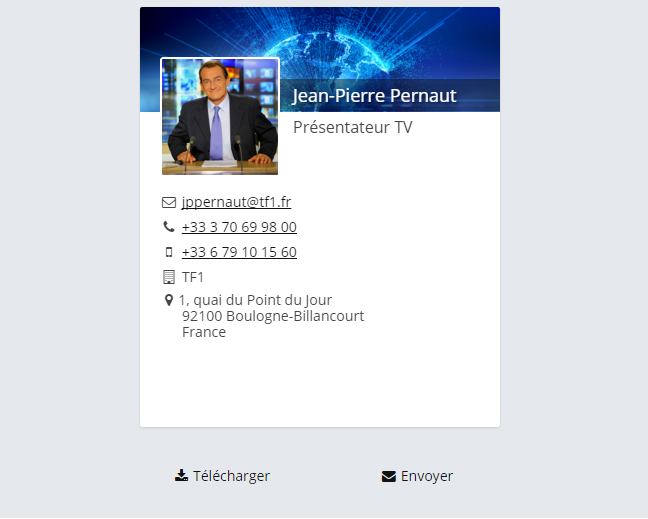 Jean-Pierre Pernaut
Présentateur TV
jppernaut@tf1.fr
+33 3 70 69 98 00
+33 6 79 10 15 60
TF1
1, quai du Point du Jour
92100 Boulogne-Billancourt
France
Télécharger
Envoyer